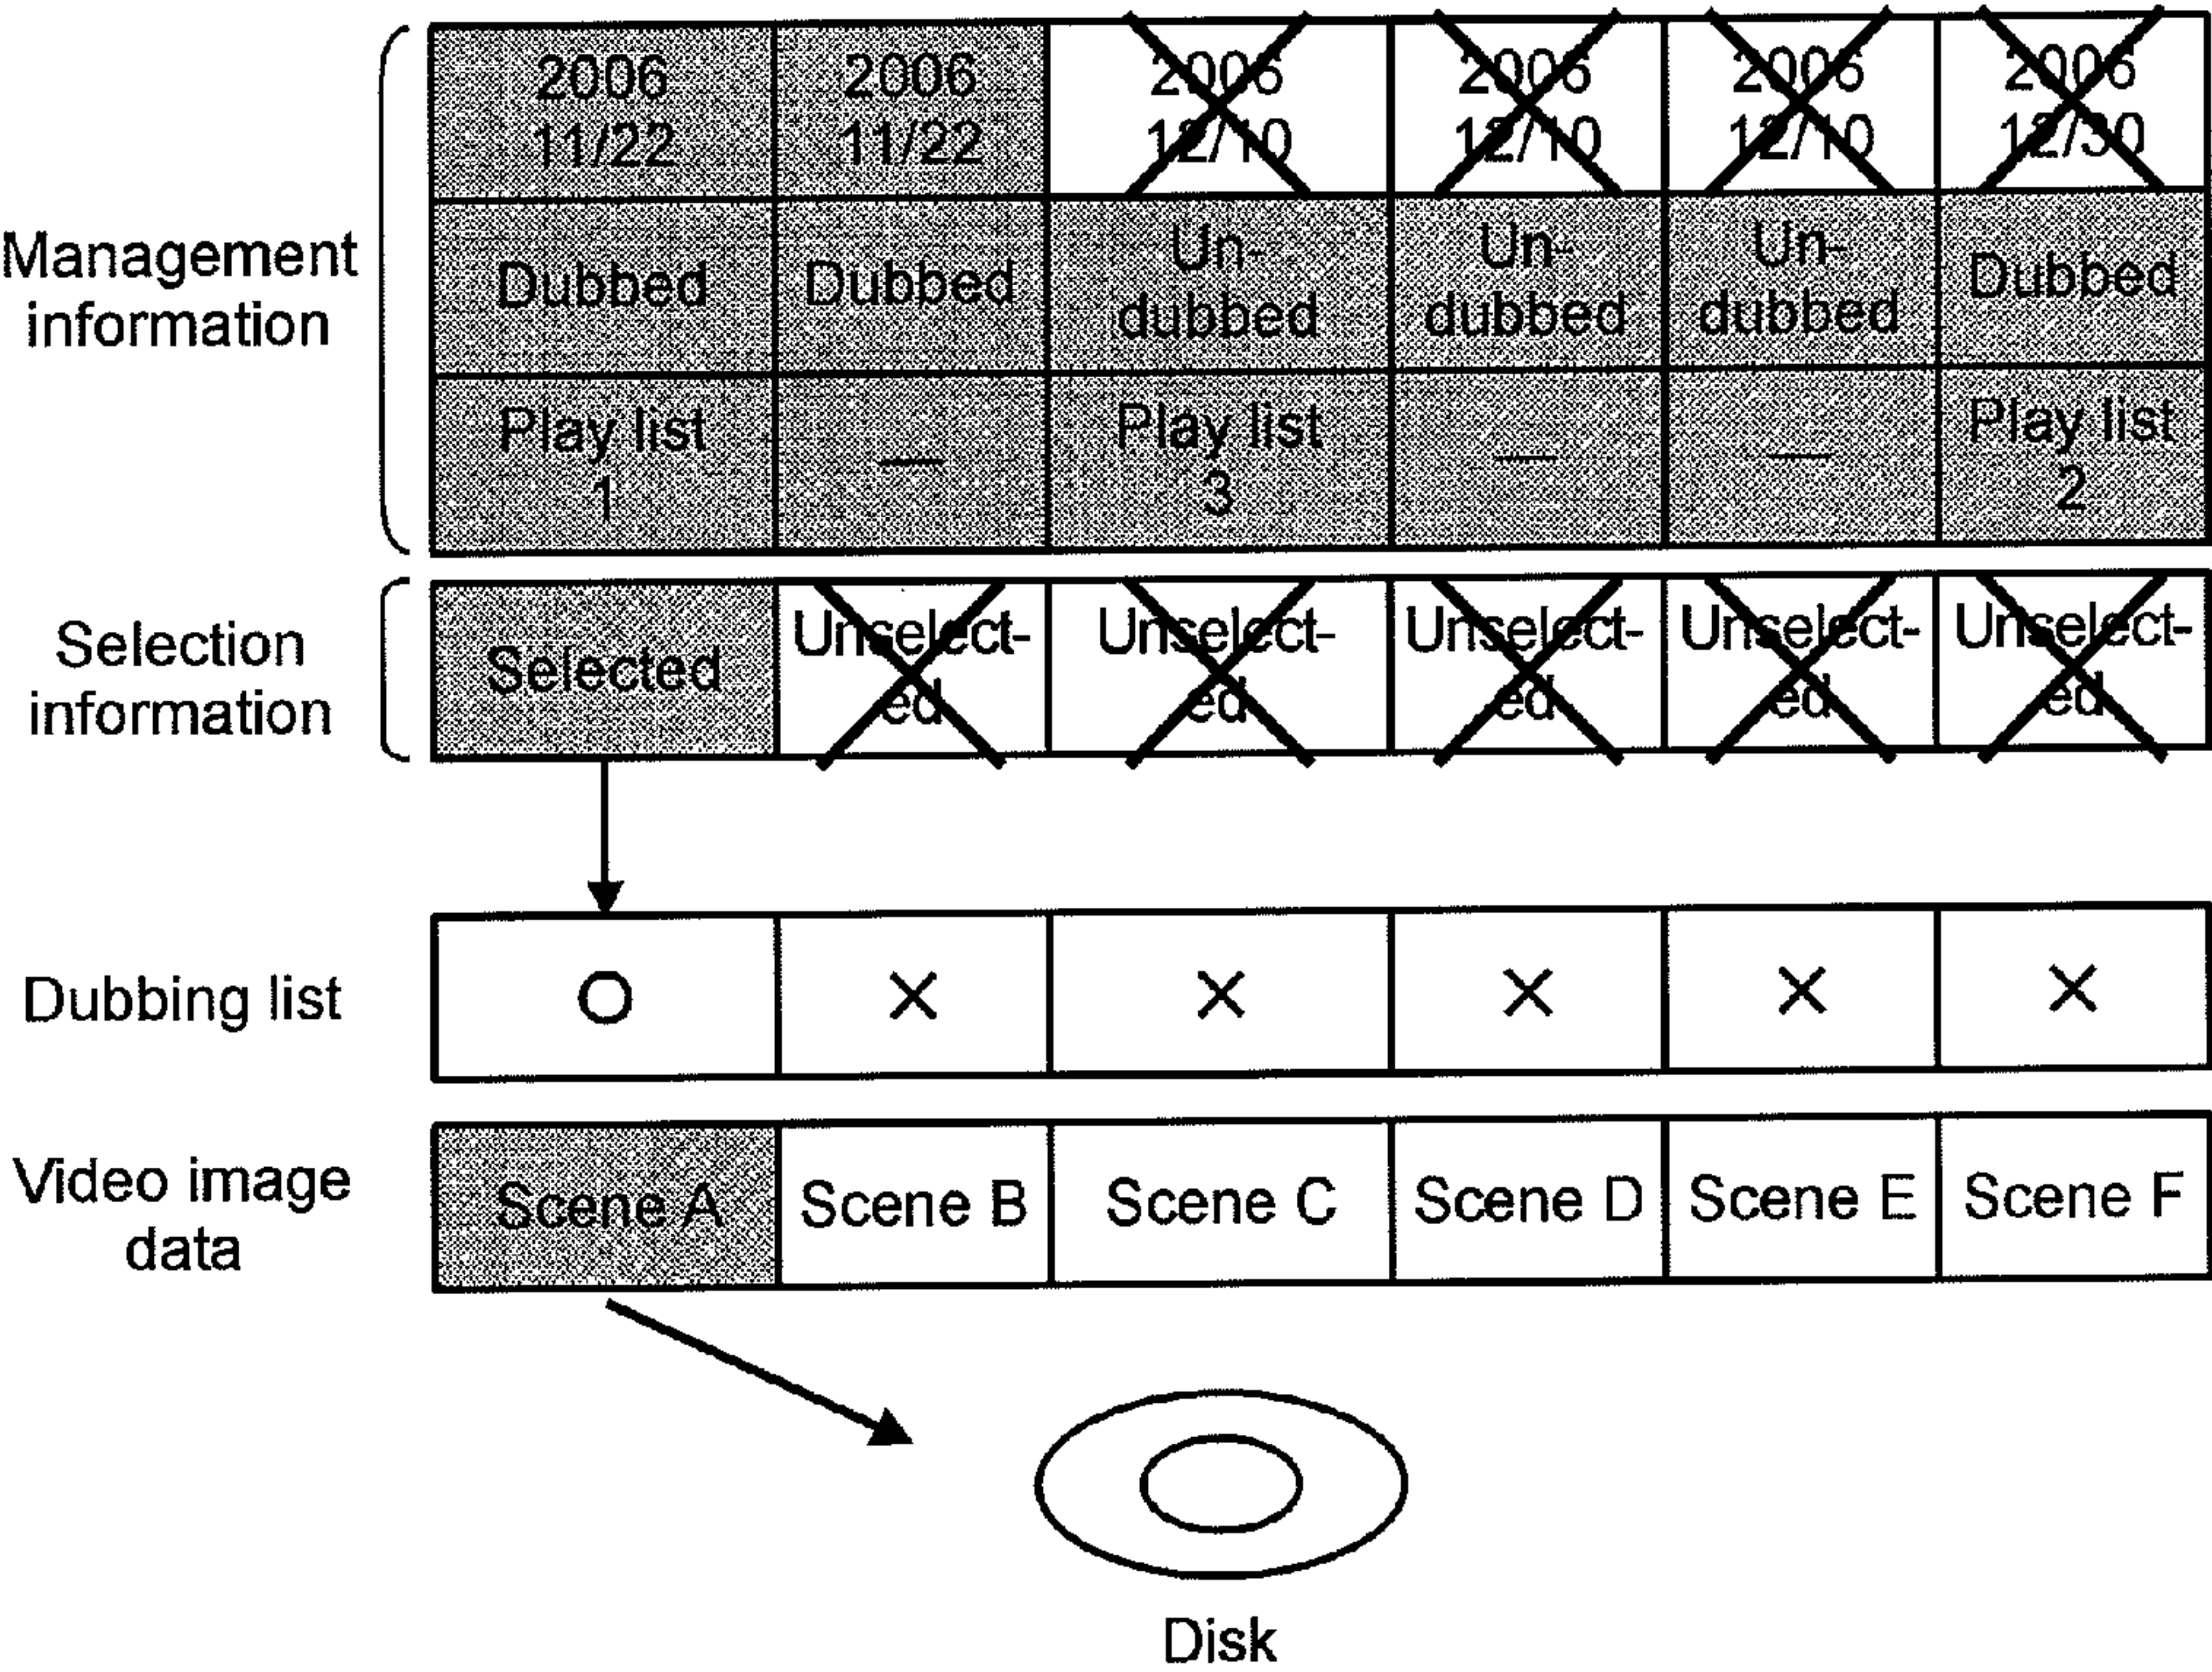 2006 2006 2006 2006 2006 2006
11/22 11/22 12/10 12/10 12/10 12/30
Management
information
Dubbed Dubbed Un-
dubbed Un-
dubbed Un-
dubbed Dubbed
Play list
1 — Play list
3 — — Play list
2
Selection
information
Selected Unselect-
ed Unselect-
ed Unselect-
ed Unselect-
ed Unselect-
ed
Dubbing list O × × × × ×
Video image
data
Scene A Scene B Scene C Scene D Scene E Scene F
Disk